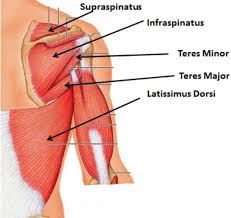 Supraspinatus
Infraspinatus
Teres Minor
Teres Major
Latissimus Dorsi